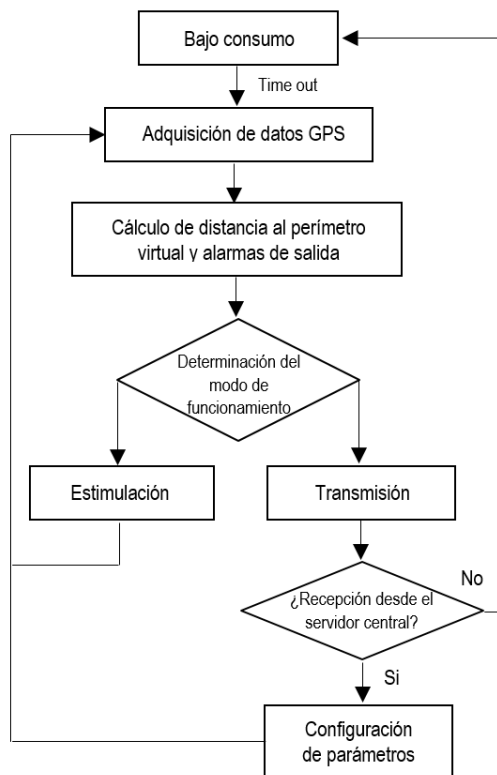 Bajo consumo
Time out
Adquisición de datos GPS
Cálculo de distancia al perímetro
virtual y alarmas de salida
Determinación del
modo de
funcionamiento
Estimulación
Transmisión
¿Recepción desde el
servidor central?
No
Si
Configuración
de parámetros